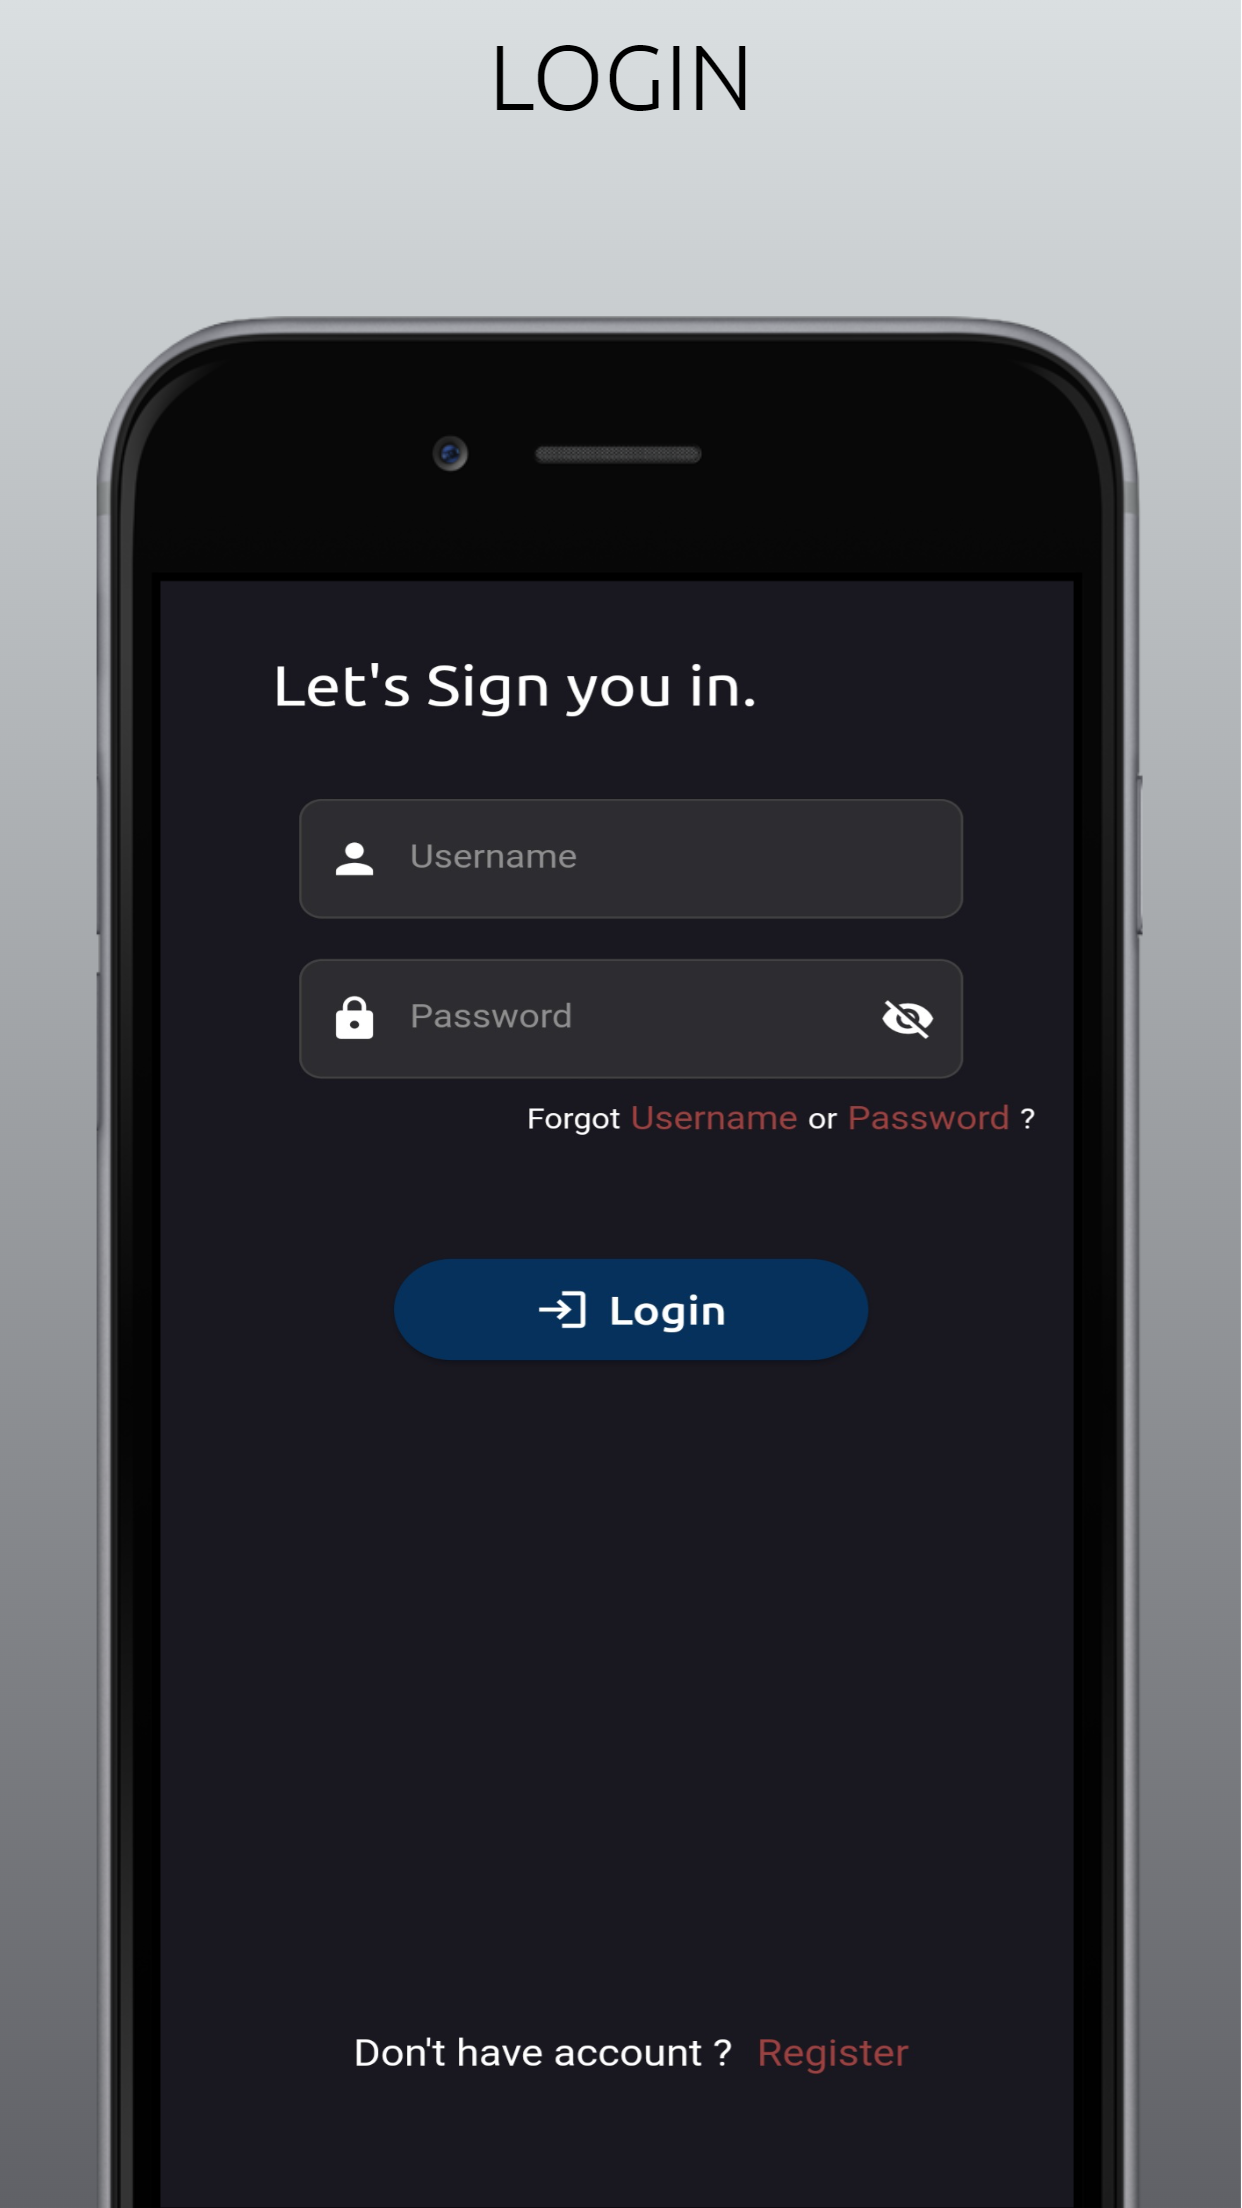 LOGIN
Let's Sign you in.
Username
Password
Forgot Username or Password ?
Login
Don't have account ? Register